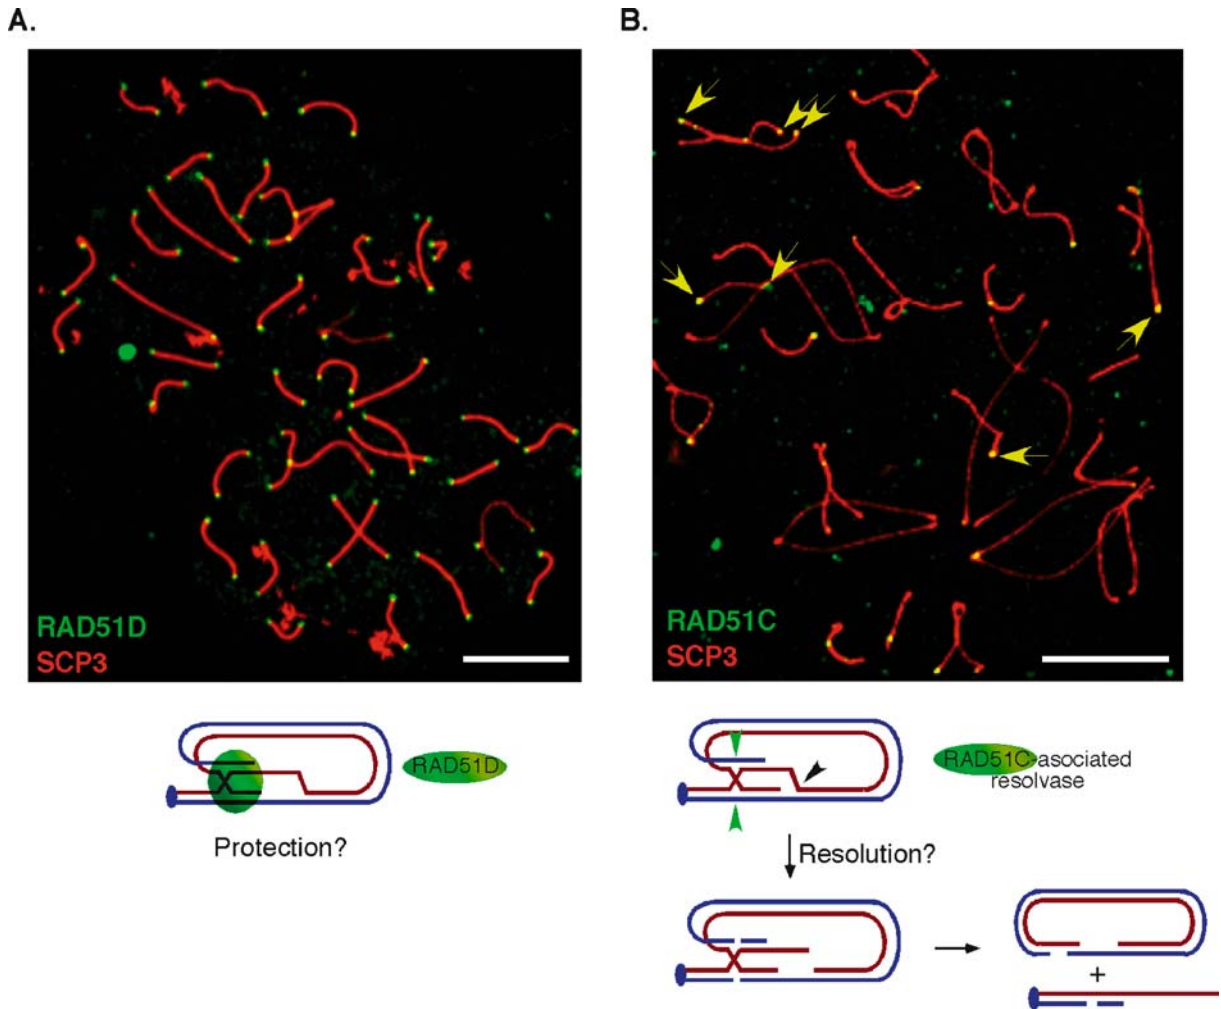 A.
B.
RAD51D
SCP3
RAD51C
SCP3
RAD51D
Protection?
RAD51C-asociated
resolvase
Resolution?
+